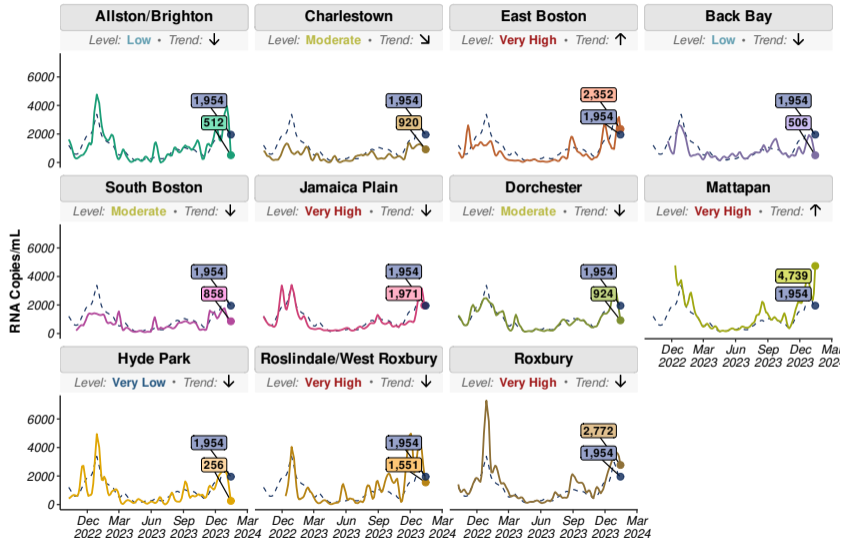 Allston/Brighton
Charlestown
East Boston
Back Bay
Level: Low • Trend: ↓
Level: Moderate • Trend: ↘
Level: Very High • Trend: ↑
Level: Low • Trend: ↓
6000
4000
2000
0
1,954
512
1,954
920
2,352
1,954
1,954
506
South Boston
Jamaica Plain
Dorchester
Mattapan
Level: Moderate • Trend: ↓
Level: Very High • Trend: ↓
Level: Moderate • Trend: ↓
Level: Very High • Trend: ↑
RNA Copies/mL
6000
4000
2000
0
1,954
858
1,954
1,971
1,954
924
4,739
1,954
Dec Mar Jun Sep Dec
2022 2023 2023 2023 2023
Hyde Park
Roslindale/West Roxbury
Roxbury
Level: Very Low • Trend: ↓
Level: Very High • Trend: ↓
Level: Very High • Trend: ↓
6000
4000
2000
0
1,954
256
1,954
1,551
2,772
1,954
Dec Mar Jun Sep Dec Mar
2022 2023 2023 2023 2023 2024
Dec Mar Jun Sep Dec Mar
2022 2023 2023 2023 2023 2024
Dec Mar Jun Sep Dec Mar
2022 2023 2023 2023 2023 2024